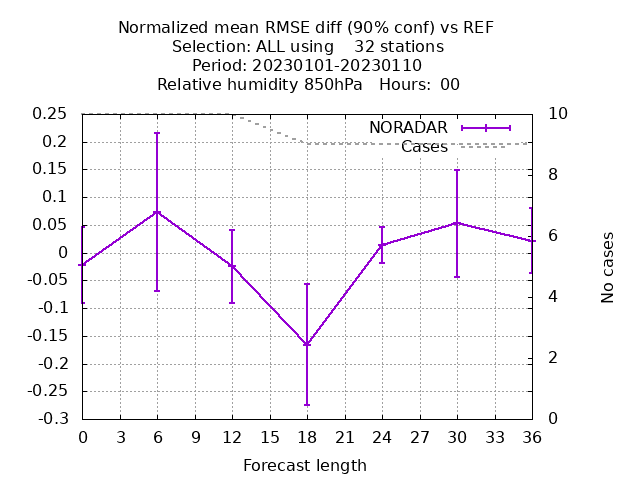 Normalized mean RMSE diff (90% conf) vs REF
Selection: ALL using    32 stations
Period: 20230101-20230110
Relative humidity 850hPa   Hours:  00
0.25
0.2
0.15
0.1
0.05
0
-0.05
-0.1
-0.15
-0.2
-0.25
-0.3
NORADAR
Cases
10
8
6
4
2
0
No cases
0 3 6 9 12 15 18 21 24 27 30 33 36
Forecast length